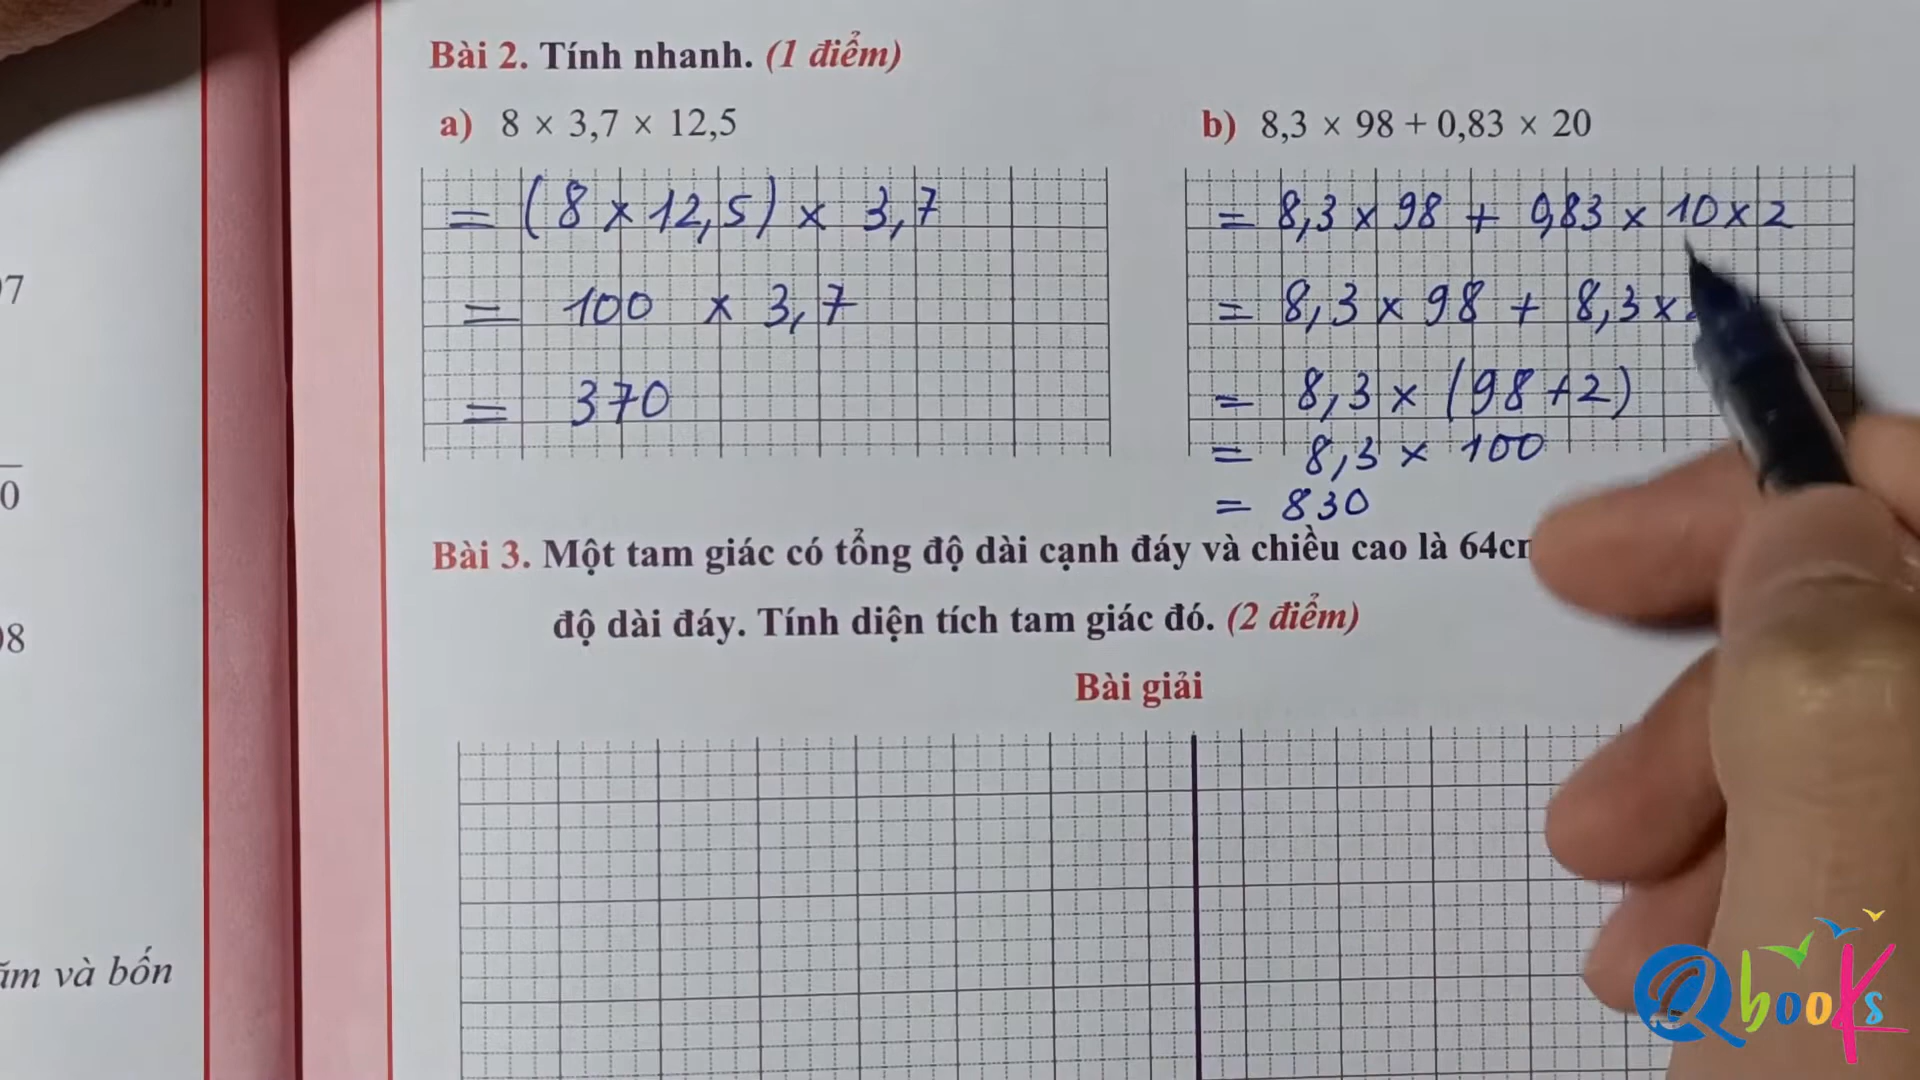 Bài 2. Tính nhanh. (1 điểm)
a) 8 × 3,7 × 12,5
= (8 × 12,5) × 3,7
= 100 × 3,7
= 370
b) 8,3 × 98 + 0,83 × 20
= 8,3 × 98 + 0,83 × 10 × 2
= 8,3 × 98 + 8,3 ×
= 8,3 × (98 + 2)
= 8,3 × 100
= 830
Bài 3. Một tam giác có tổng độ dài cạnh đáy và chiều cao là
độ dài đáy. Tính diện tích tam giác đó. (2 điểm)
Bài giải
7
0
8
và bốn
Qbooks